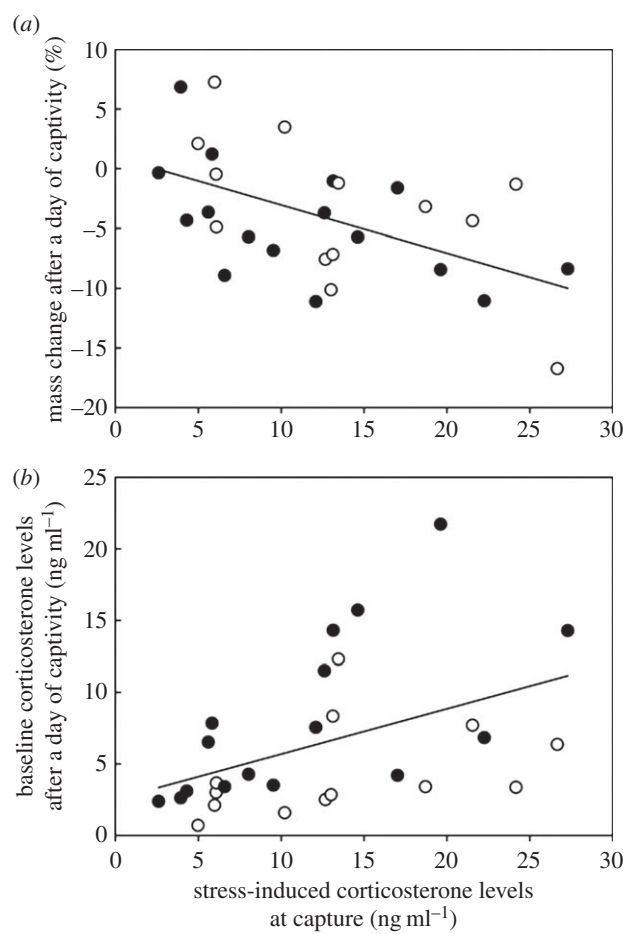 (a)
10
5
0
–5
–10
–15
–20
mass change after a day of captivity (%)
0 5 10 15 20 25 30
(b)
25
20
15
10
5
0
baseline corticosterone levels
after a day of captivity (ng ml⁻¹)
0 5 10 15 20 25 30
stress-induced corticosterone levels
at capture (ng ml⁻¹)